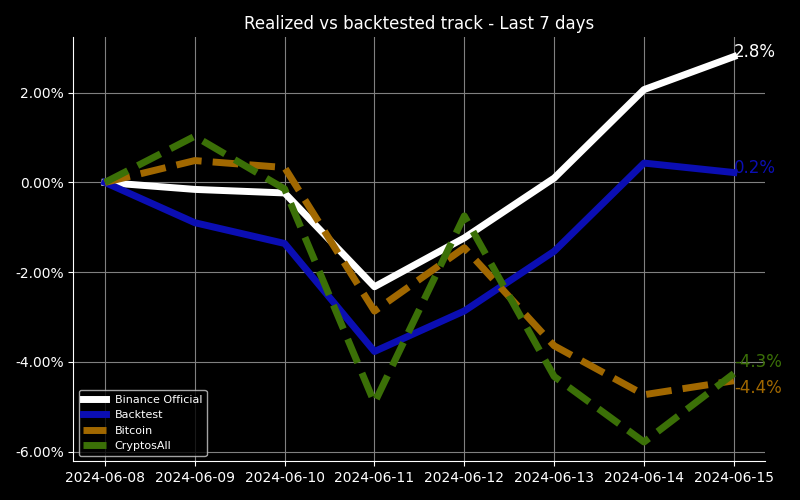 Realized vs backtested track - Last 7 days
2.00%
0.00%
-2.00%
-4.00%
-6.00%
2.8%
0.2%
-4.3%
-4.4%
Binance Official
Backtest
Bitcoin
CryptosAll
2024-06-08 2024-06-09 2024-06-10 2024-06-11 2024-06-12 2024-06-13 2024-06-14 2024-06-15